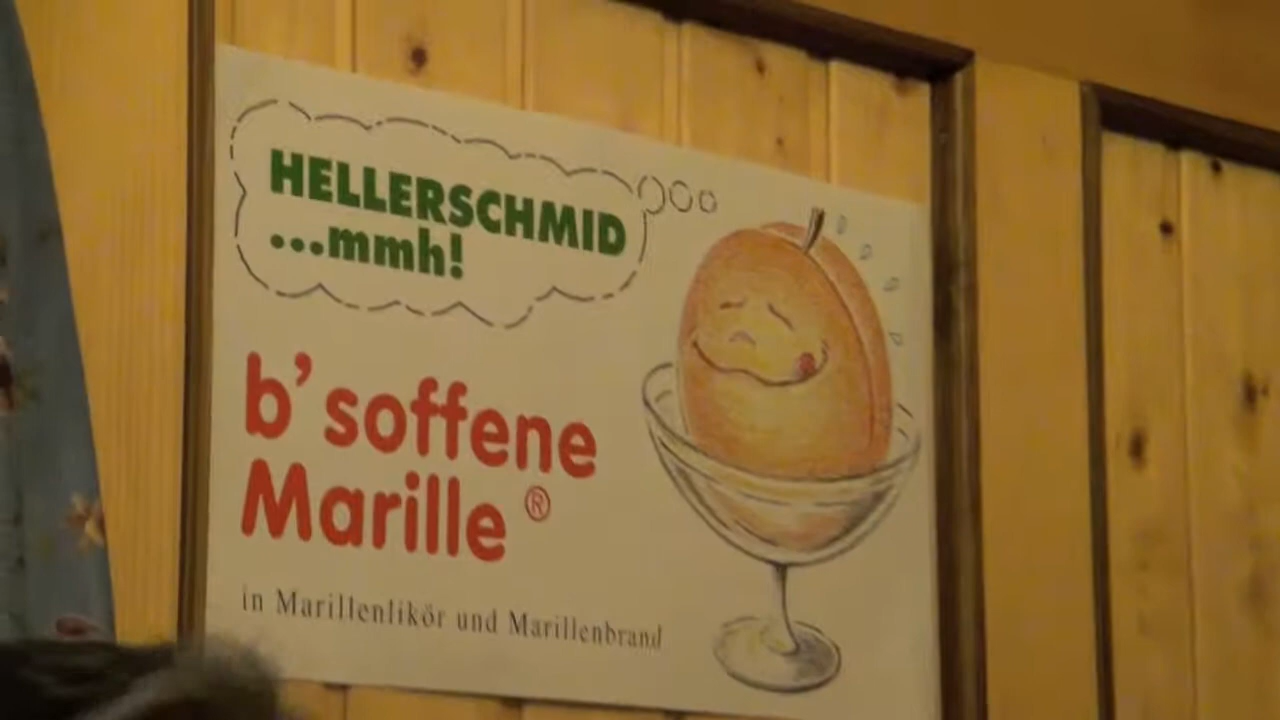 HELLERSCHMID
...mmh!
b'soffene
Marille ®
in Marillenlikör und Marillenbrand